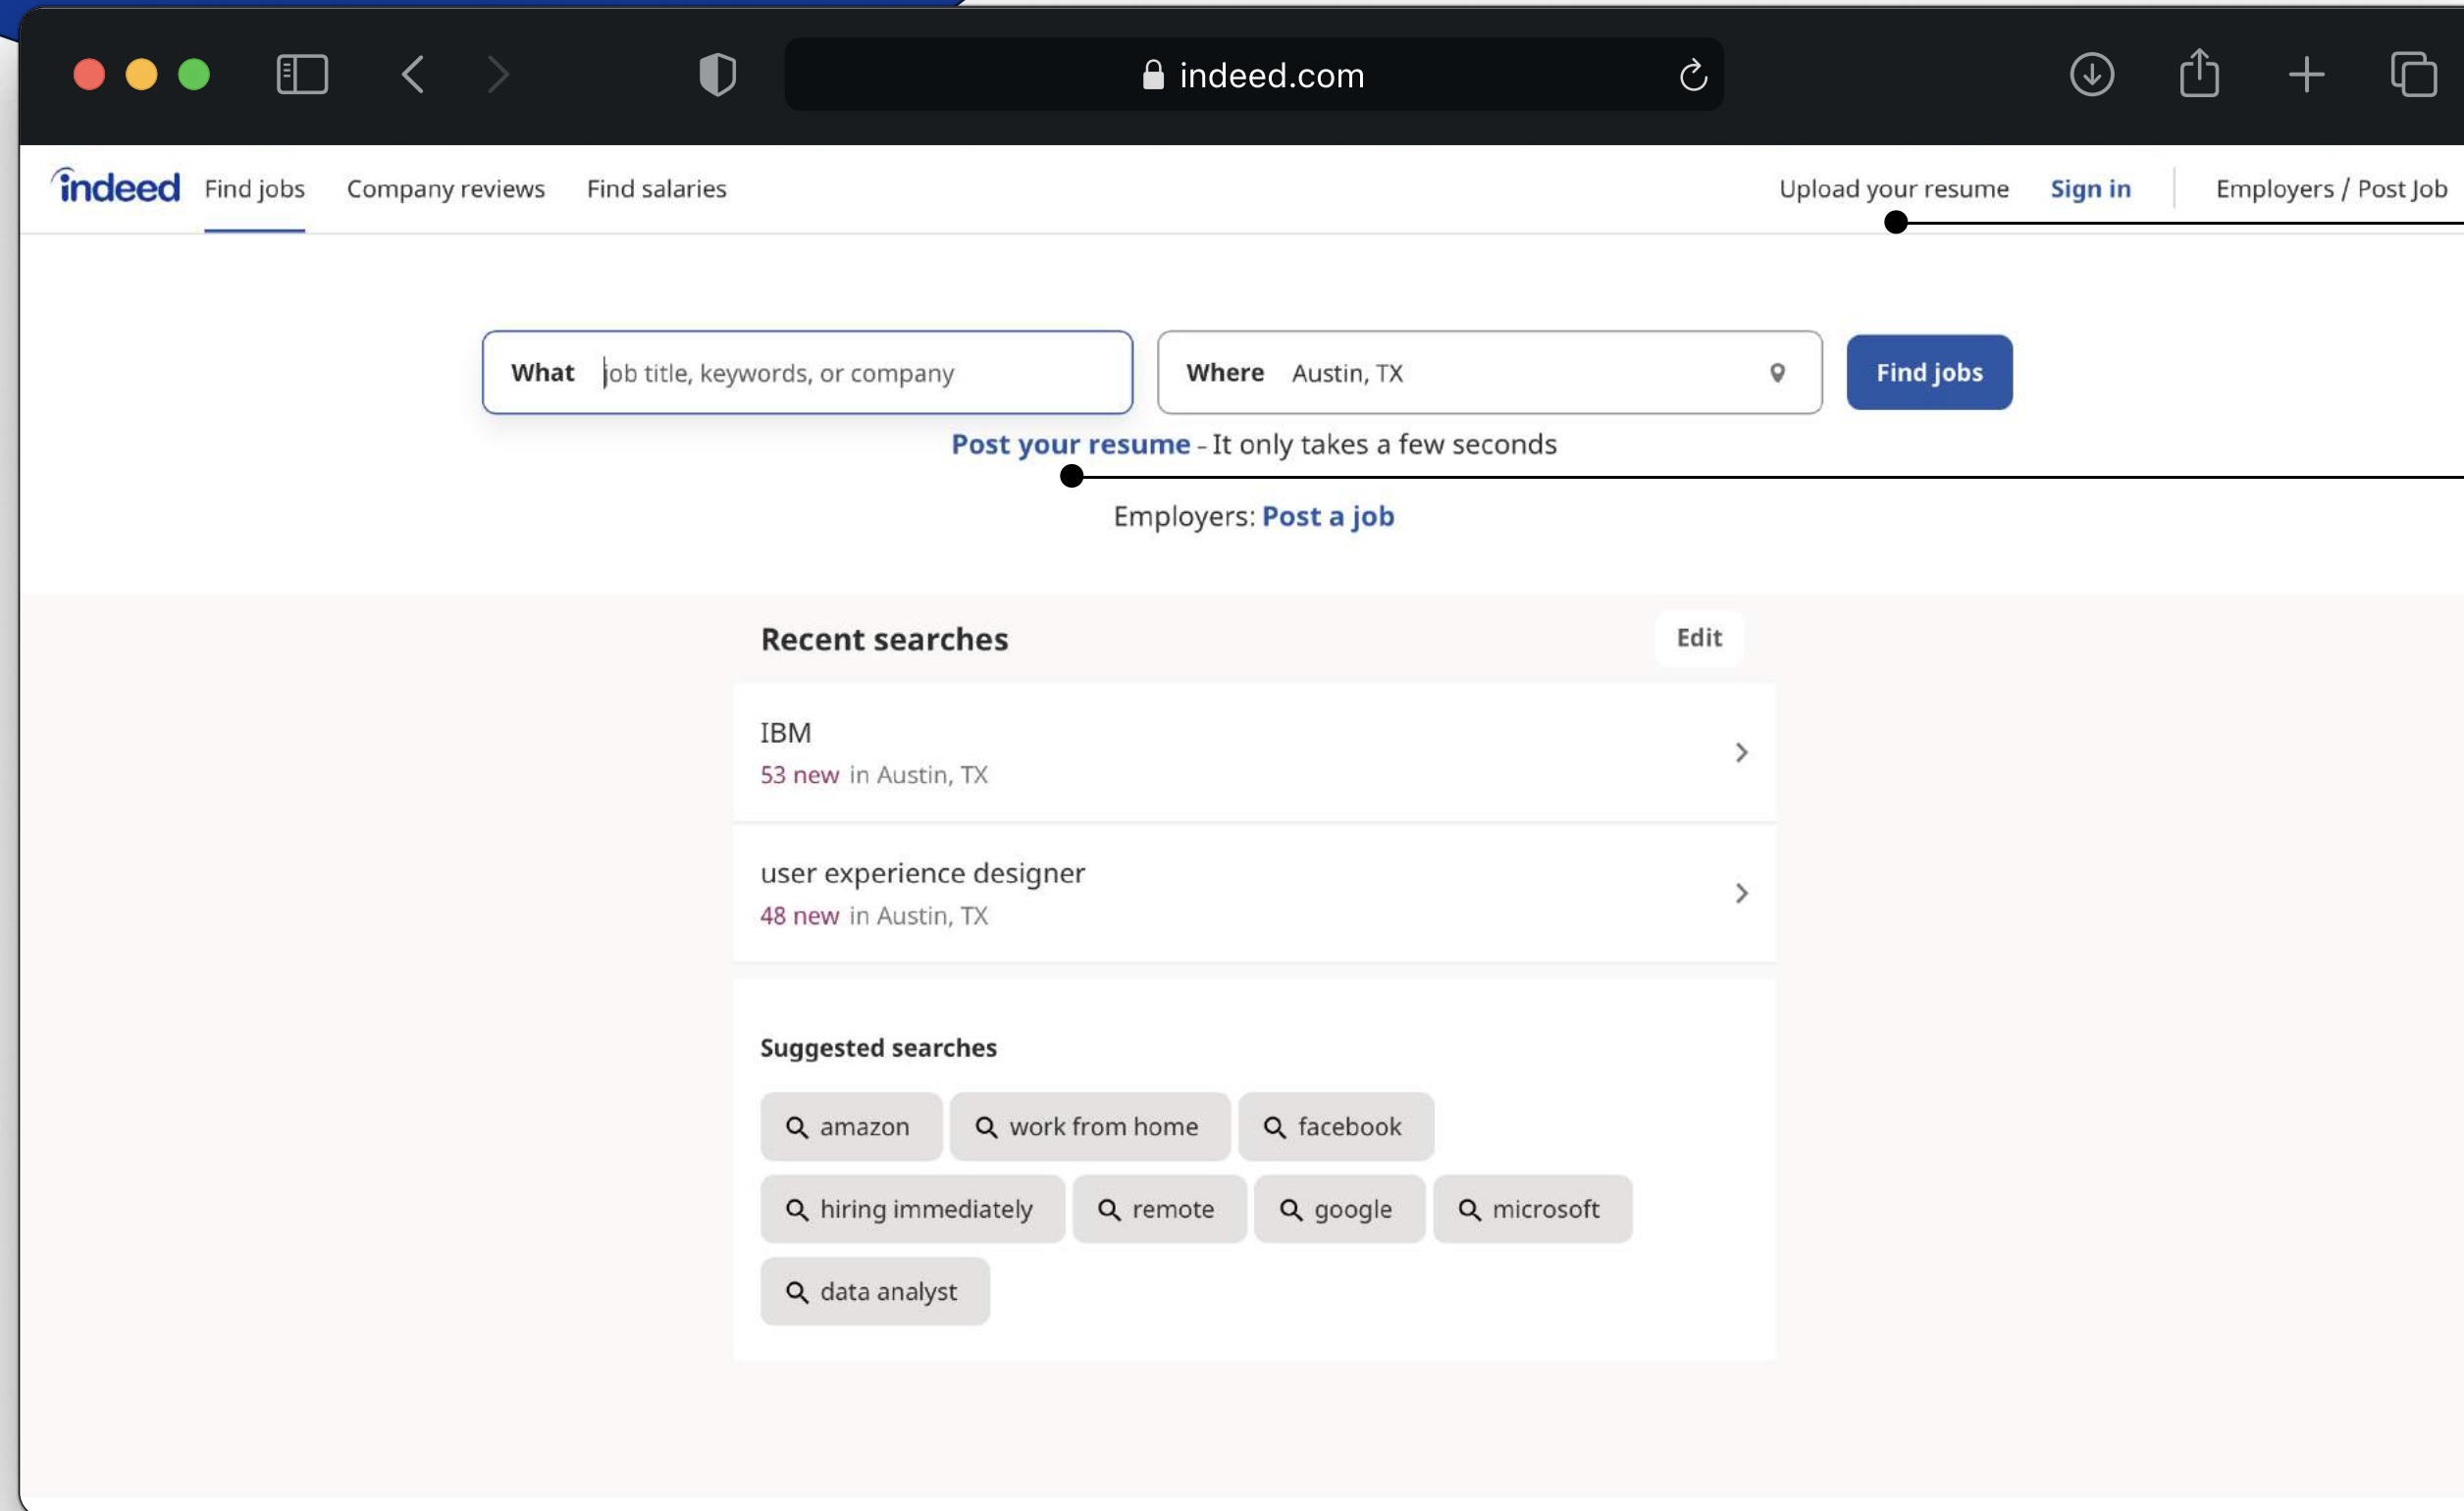 indeed.com
indeed Find jobs Company reviews Find salaries Upload your resume Sign in Employers / Post Job
What job title, keywords, or company Where Austin, TX Find jobs
Post your resume - It only takes a few seconds
Employers: Post a job
Recent searches Edit
IBM
53 new in Austin, TX
user experience designer
48 new in Austin, TX
Suggested searches
amazon work from home facebook
hiring immediately remote google microsoft
data analyst